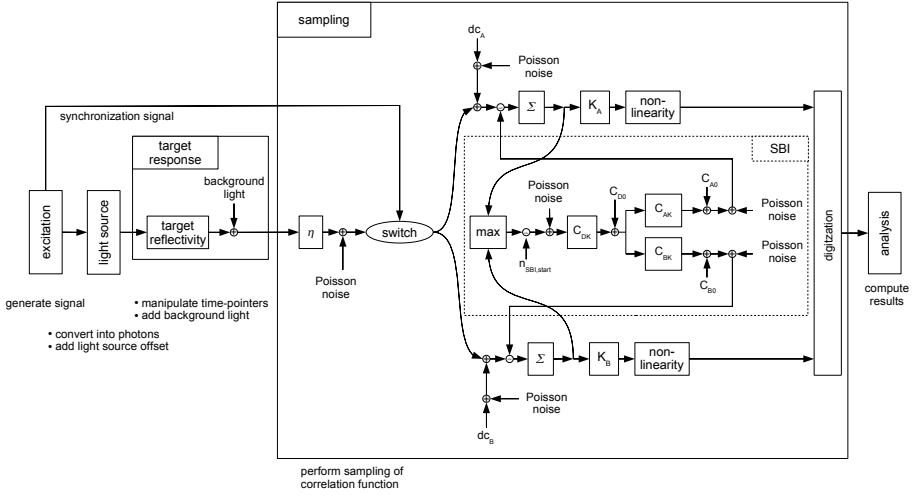 sampling
dc_A
Poisson
noise
synchronization signal
Σ
K_A
non-
linearity
target
response
SBI
background
light
Poisson
noise
C_D0
C_A0
C_AK
Poisson
noise
excitation
light source
target
reflectivity
η
switch
max
C_DK
n_SBI,start
C_BK
Poisson
noise
C_B0
digitzation
analysis
Poisson
noise
generate signal
• manipulate time-pointers
• add background light
compute
results
• convert into photons
• add light source offset
Σ
K_B
non-
linearity
Poisson
noise
dc_B
perform sampling of
correlation function